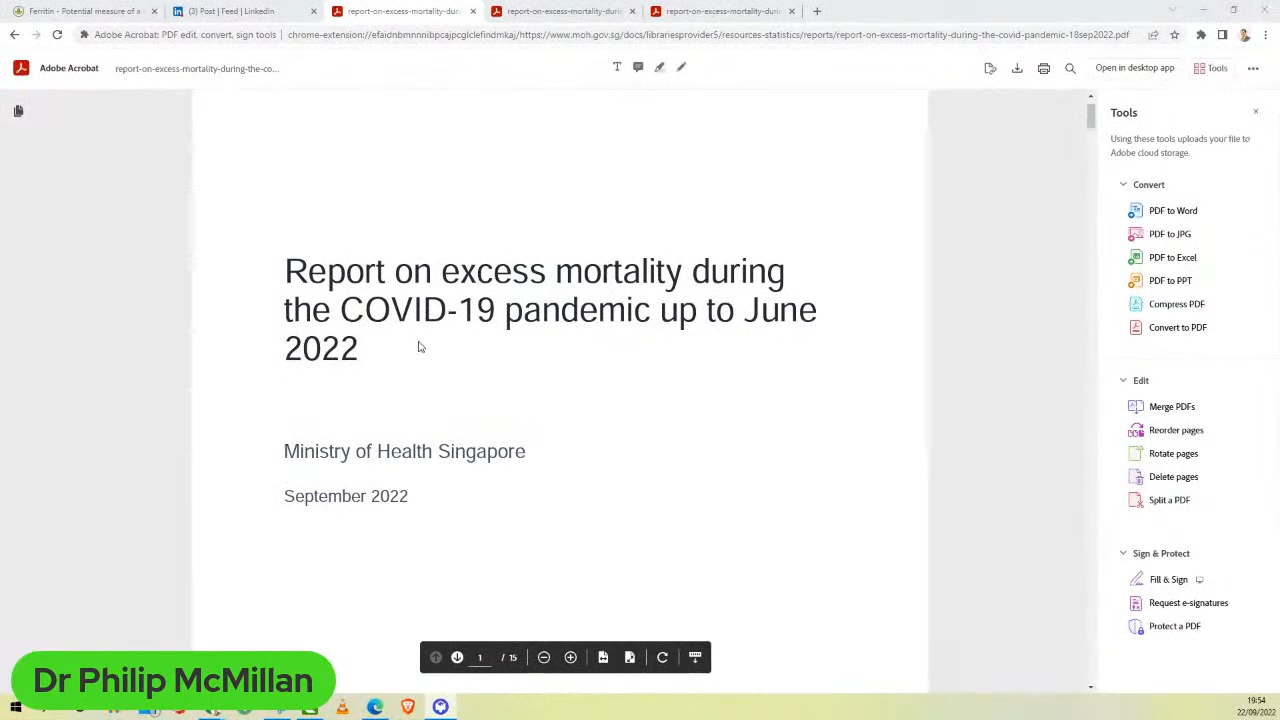 Ferritin - Potential measure of a
(3) Post | Feed | LinkedIn
report-on-excess-mortality-durin
report-on-excess-mortality-durin
report-on-excess-mortality-durin
Adobe Acrobat: PDF edit, convert, sign tools | chrome-extension://efaidnbmnnnibpcajpcglclefindmkaj/https://www.moh.gov.sg/docs/librariesprovider5/resources-statistics/reports/report-on-excess-mortality-during-the-covid-pandemic-18sep2022.pdf
Adobe Acrobat
report-on-excess-mortality-during-the-co...
Open in desktop app
Tools
Report on excess mortality during
the COVID-19 pandemic up to June
2022
Ministry of Health Singapore
September 2022
1 / 15
Tools
Using these tools uploads your file to
Adobe cloud storage.
Convert
PDF to Word
PDF to JPG
PDF to Excel
PDF to PPT
Compress PDF
Convert to PDF
Edit
Merge PDFs
Reorder pages
Rotate pages
Delete pages
Split a PDF
Sign & Protect
Fill & Sign
Request e-signatures
Protect a PDF
Dr Philip McMillan
19:54
22/09/2022